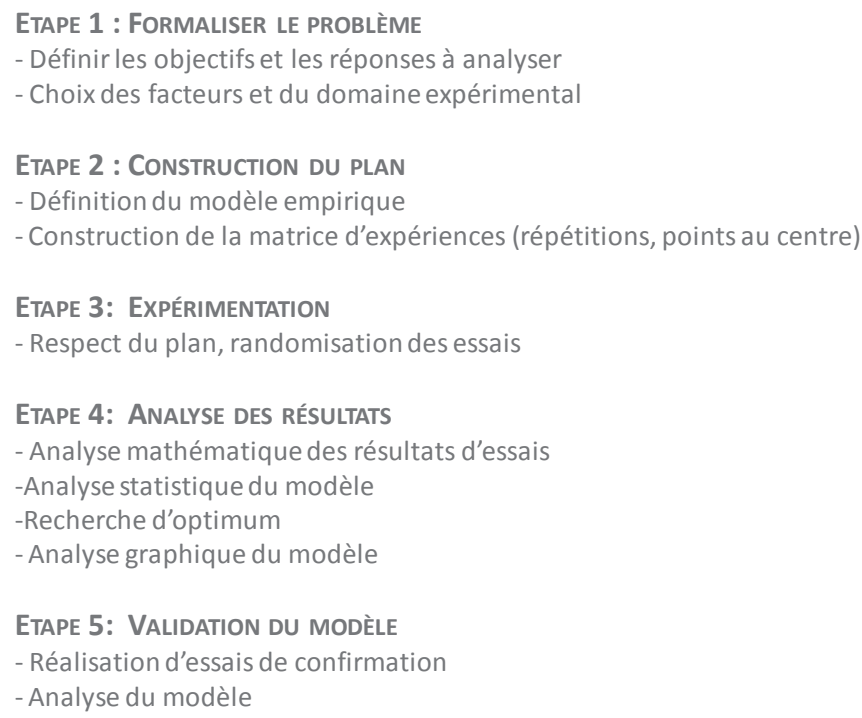 ETAPE 1 : FORMALISER LE PROBLÈME
- Définir les objectifs et les réponses à analyser
- Choix des facteurs et du domaine expérimental
ETAPE 2 : CONSTRUCTION DU PLAN
- Définition du modèle empirique
- Construction de la matrice d’expériences (répétitions, points au centre)
ETAPE 3: EXPÉRIMENTATION
- Respect du plan, randomisation des essais
ETAPE 4: ANALYSE DES RÉSULTATS
- Analyse mathématique des résultats d’essais
-Analyse statistique du modèle
-Recherche d’optimum
- Analyse graphique du modèle
ETAPE 5: VALIDATION DU MODÈLE
- Réalisation d’essais de confirmation
- Analyse du modèle